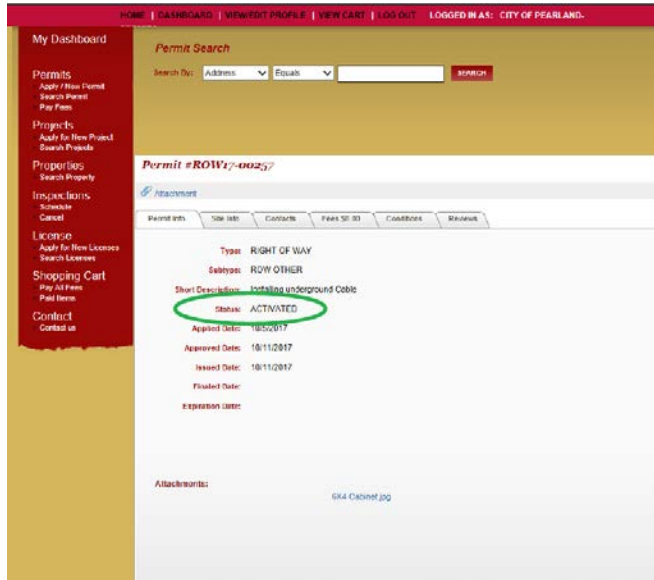 HOME | DASHBOARD | VIEW/EDIT PROFILE | VIEW CART | LOG OUT LOGGED IN AS: CITY OF PEARLAND-
My Dashboard
Permits
Apply / New Permit
Search Permit
Pay Fees
Projects
Apply for New Project
Search Projects
Properties
Search Property
Inspections
Schedule
Cancel
License
Apply for New Licenses
Search Licenses
Shopping Cart
Pay All Fees
Paid Items
Contact
Contact us
Permit Search
Search By: Address Equals SEARCH
Permit #ROW17-00257
Attachment
Permit Info Site Info Contacts Fees $0.00 Conditions Reviews
Type: RIGHT OF WAY
Subtype: ROW OTHER
Short Description: Installing underground Cable
Status: ACTIVATED
Applied Date: 10/5/2017
Approved Date: 10/11/2017
Issued Date: 10/11/2017
Finaled Date:
Expiration Date:
Attachments:
6X4 Cabinet.jpg